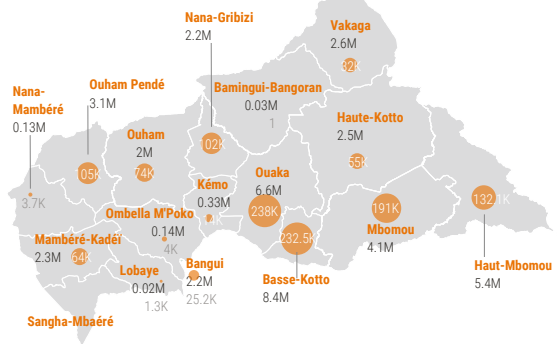 Nana-Gribizi
2.2M
102K
Vakaga
2.6M
32K
Nana-
Mambéré
0.13M
3.7K
Ouham Pendé
3.1M
105K
Bamingui-Bangoran
0.03M
1
Haute-Kotto
2.5M
55K
Ouham
2M
74K
Ouaka
6.6M
238K
Kémo
0.33M
132.1K
191K
Mbomou
4.1M
Ombella M'Poko
0.14M
4K
Mambéré-Kadéï
2.3M
64K
232.5K
Basse-Kotto
8.4M
Haut-Mbomou
5.4M
Bangui
2.2M
25.2K
Lobaye
0.02M
1.3K
Sangha-Mbaéré